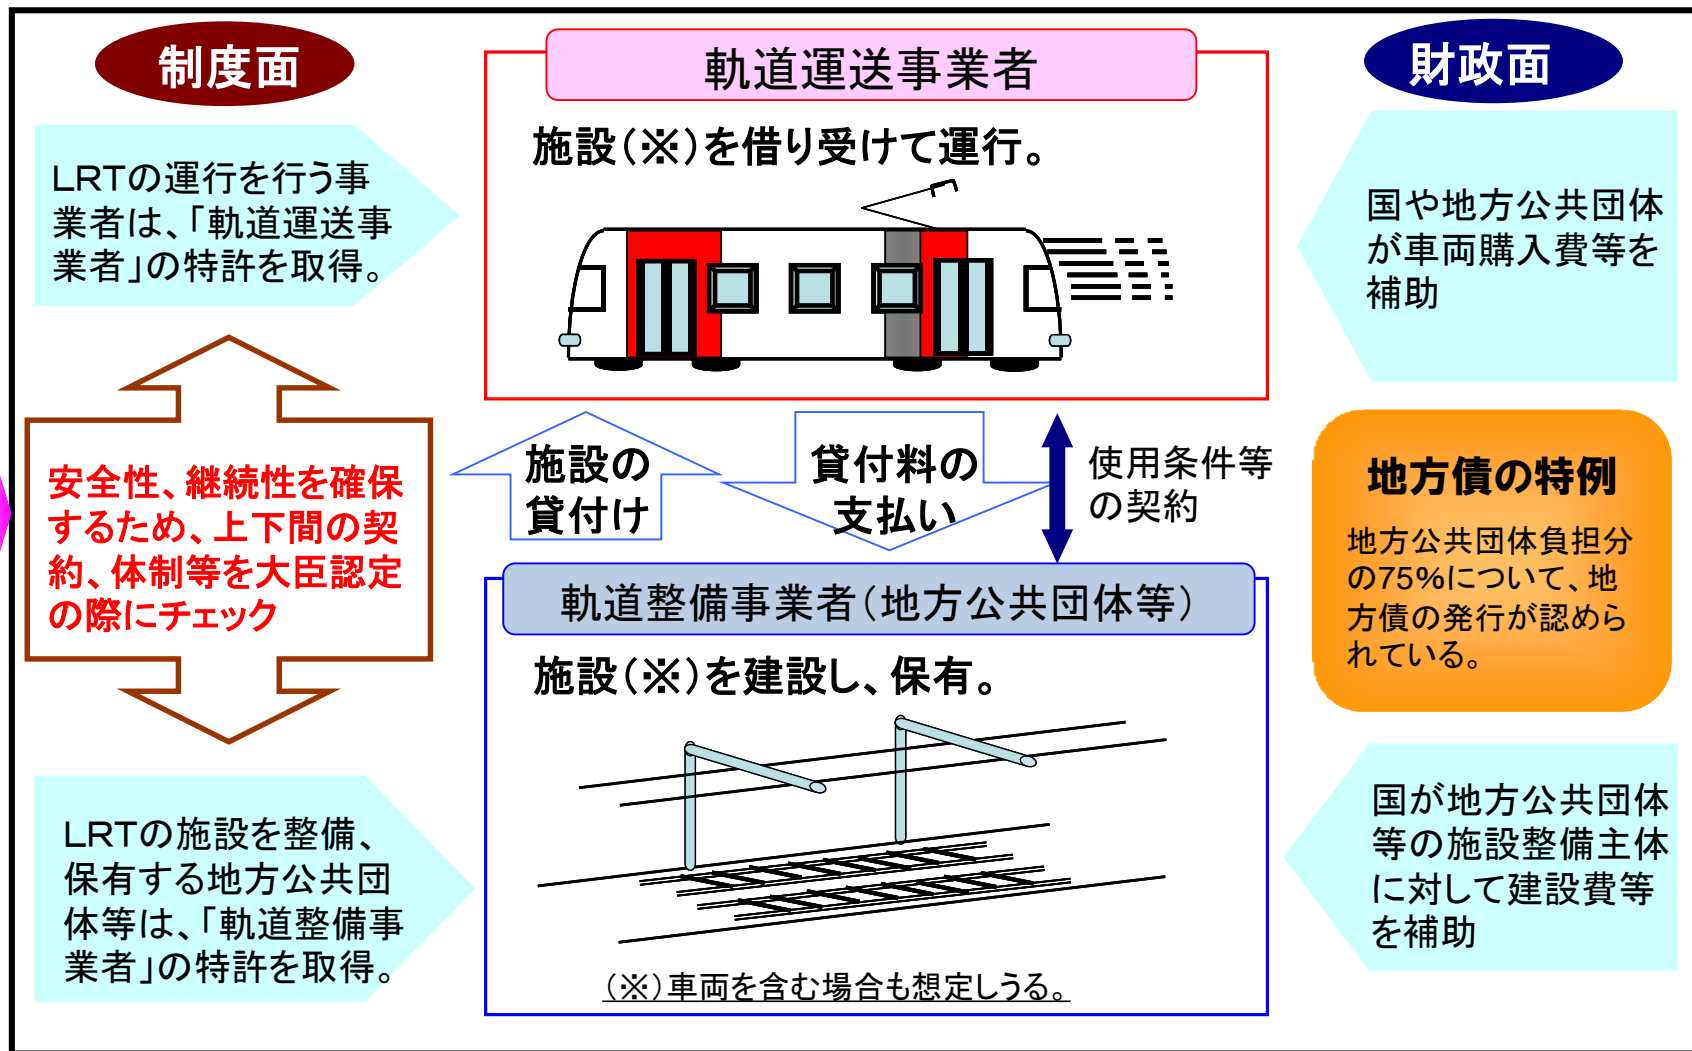 制度面
LRTの運行を行う事
業者は、「軌道運送事
業者」の特許を取得。
安全性、継続性を確保
するため、上下間の契
約、体制等を大臣認定
の際にチェック
LRTの施設を整備、
保有する地方公共団
体等は、「軌道整備事
業者」の特許を取得。
軌道運送事業者
施設(※)を借り受けて運行。
施設の
貸付け
貸付料の
支払い
使用条件等
の契約
軌道整備事業者(地方公共団体等)
施設(※)を建設し、保有。
(※)車両を含む場合も想定しうる。
財政面
国や地方公共団体
が車両購入費等を
補助
地方債の特例
地方公共団体負担分
の75%について、地
方債の発行が認めら
れている。
国が地方公共団体
等の施設整備主体
に対して建設費等
を補助